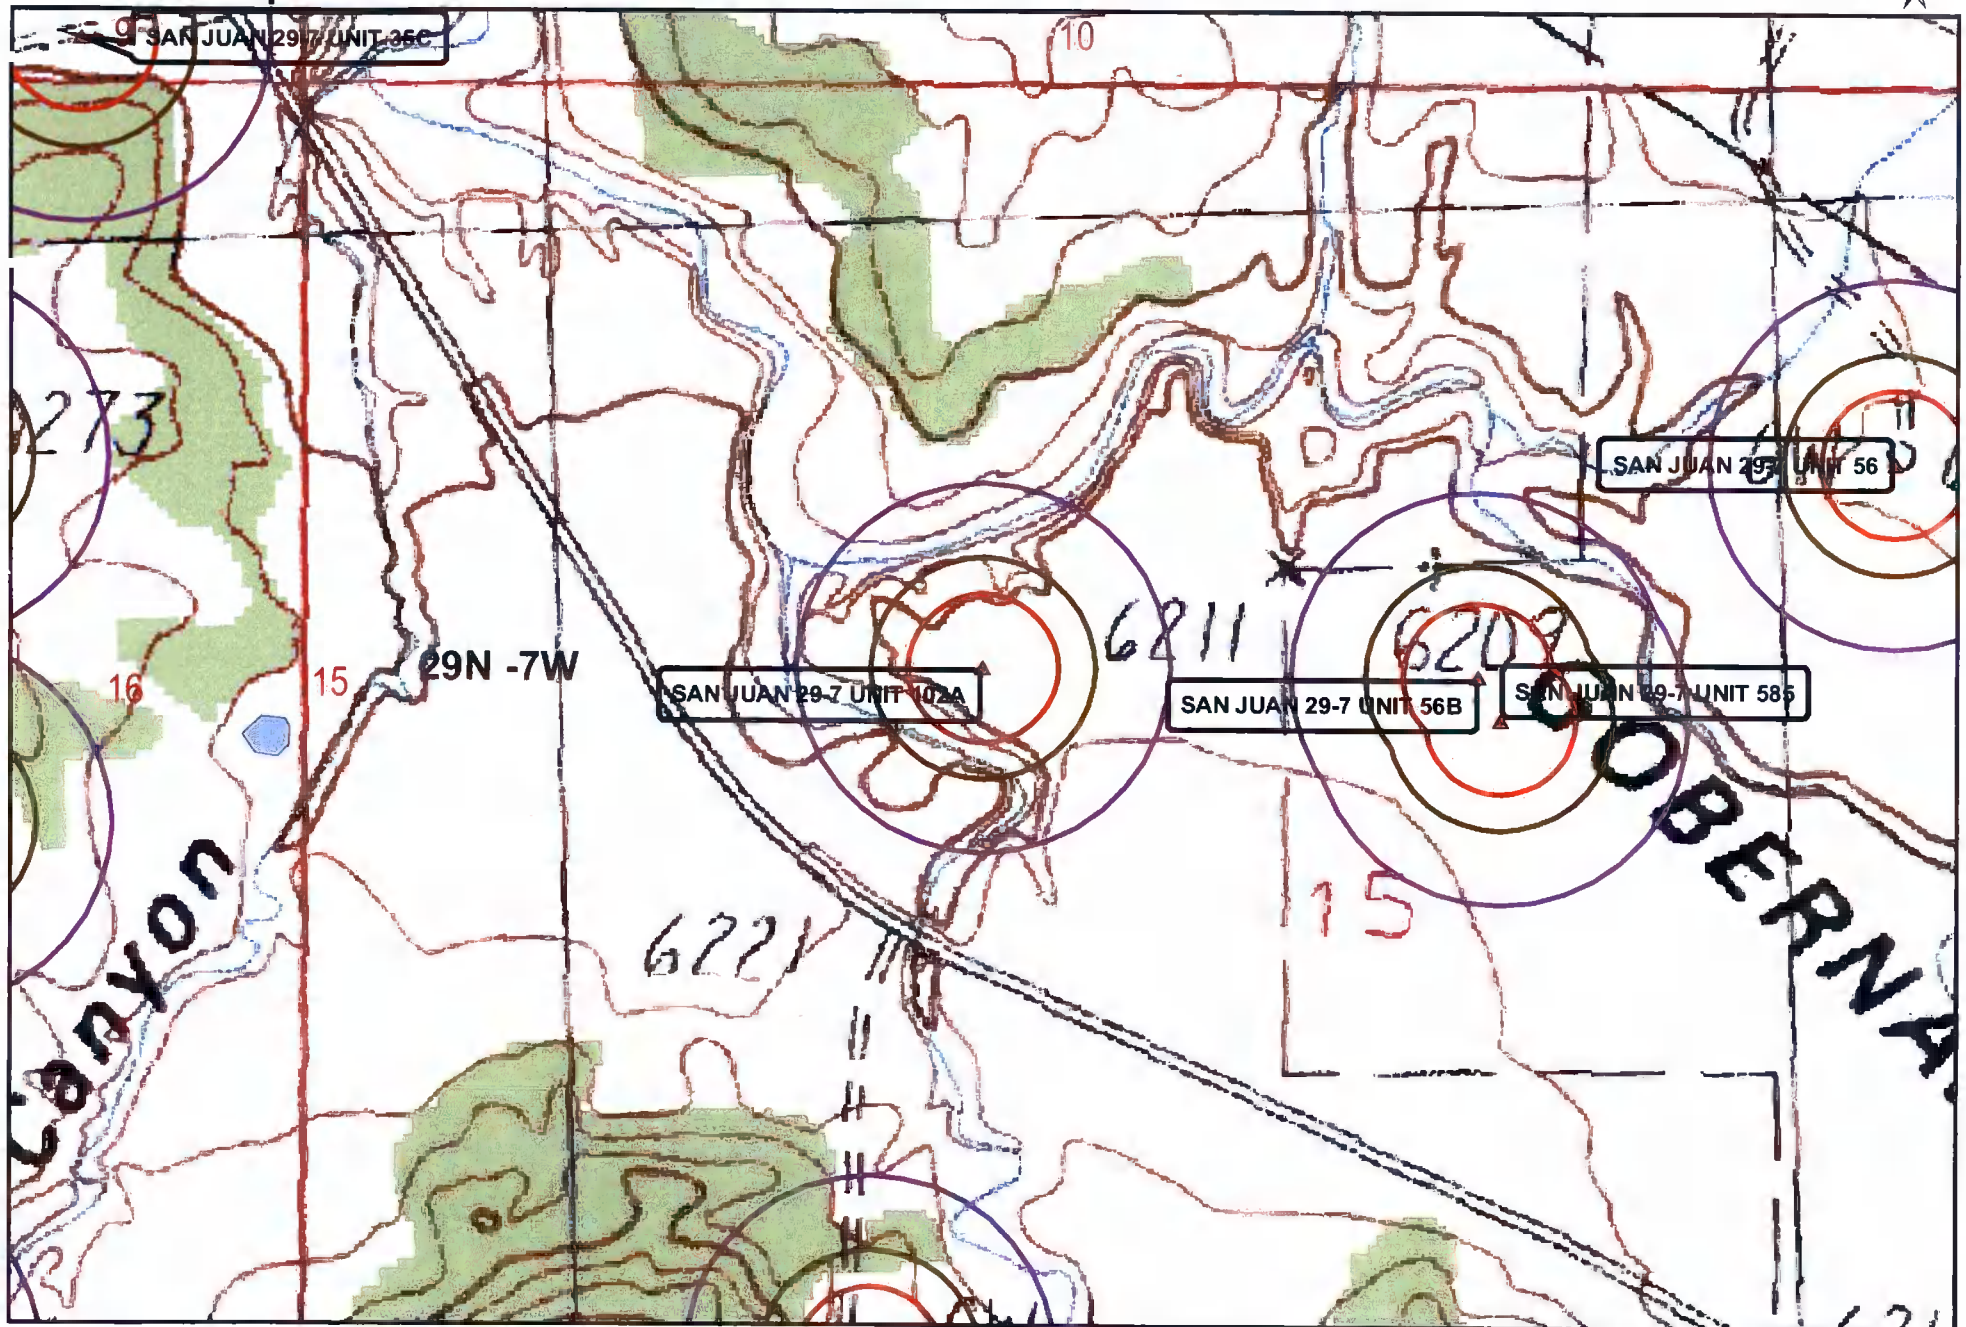 9
SAN JUAN 29-7 UNIT 35C
10
273
SAN JUAN 29-7 UNIT 56
6211
6209
29N -7W
16
15
SAN JUAN 29-7 UNIT 102A
SAN JUAN 29-7 UNIT 56B
SAN JUAN 29-7 UNIT 585
GOBERNA
Canyon
15
6221